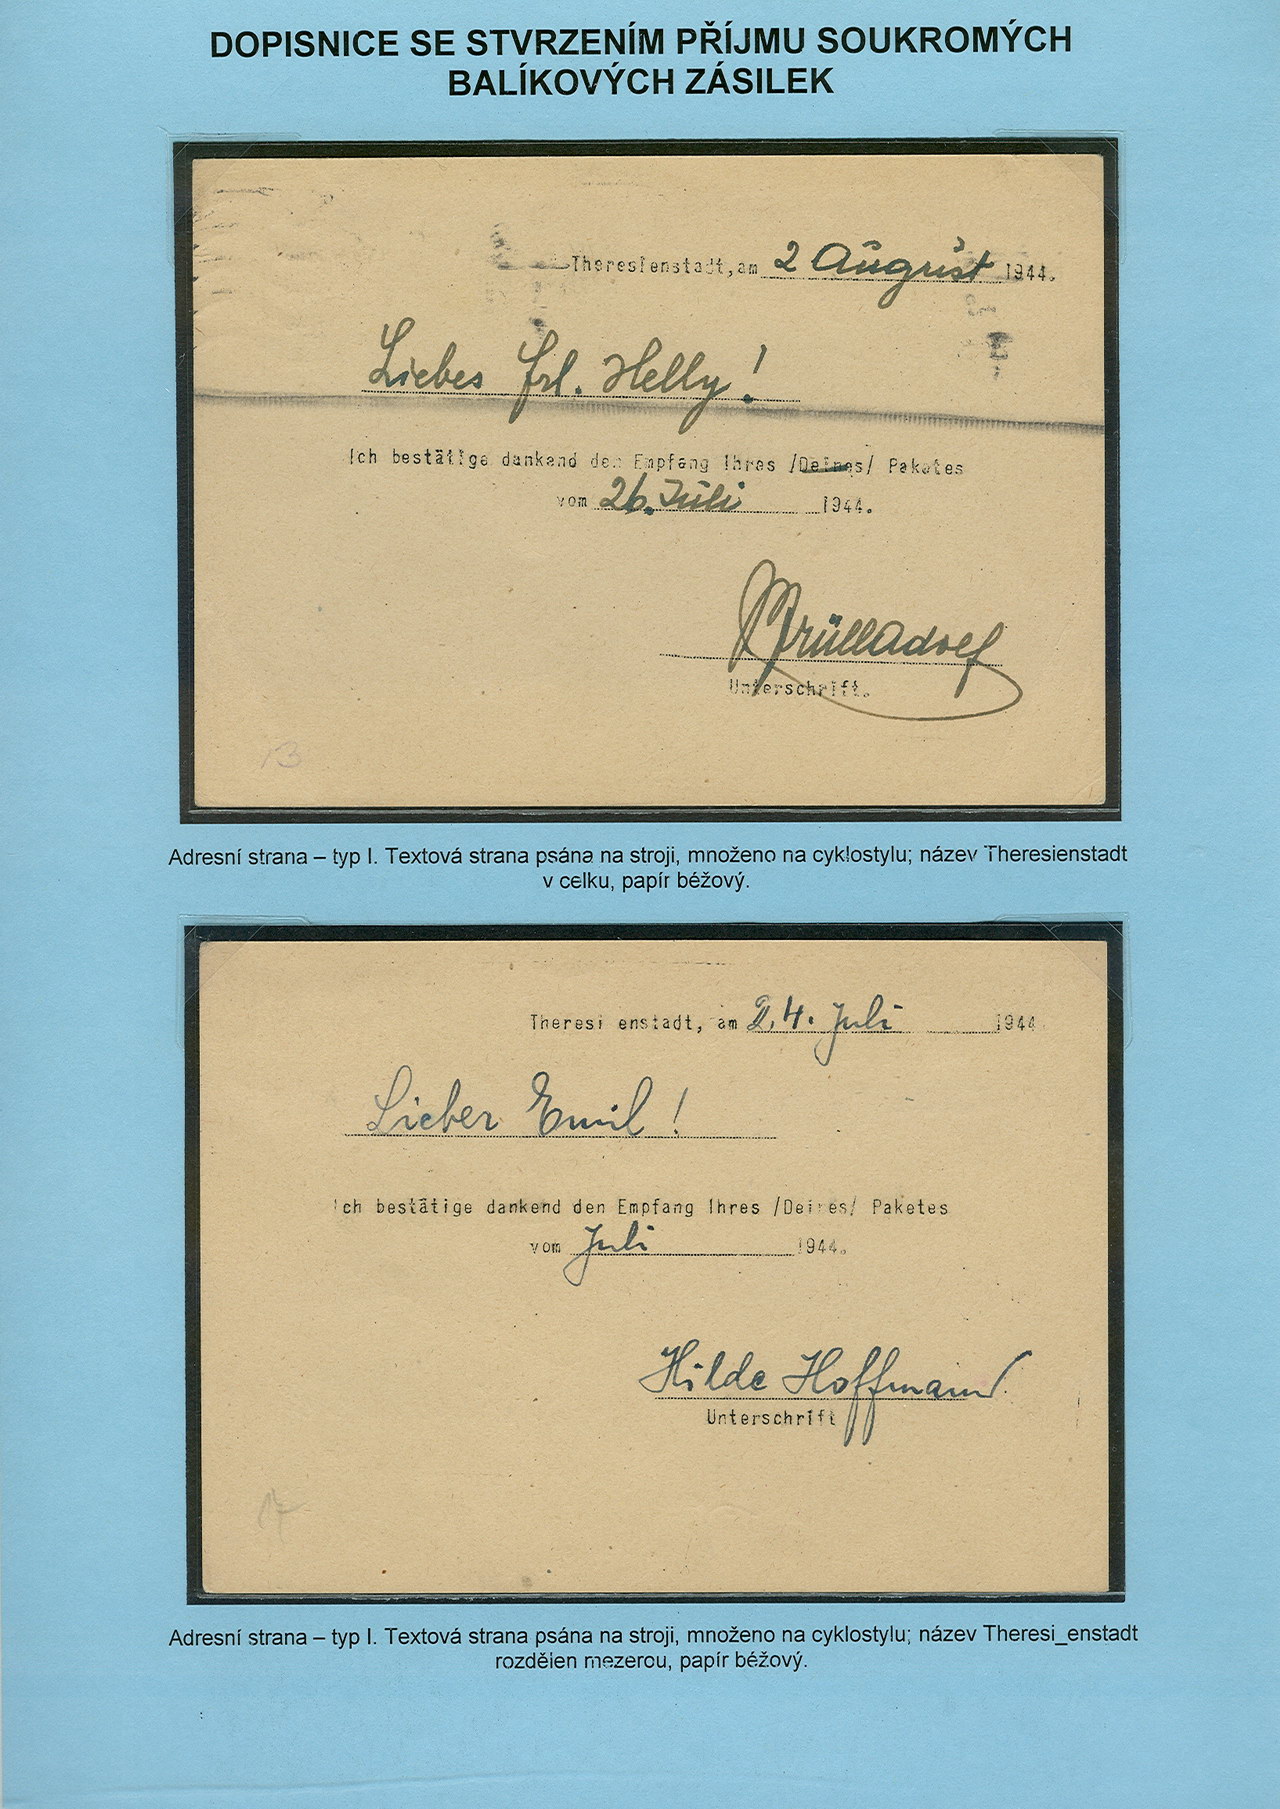 DOPISNICE SE STVRZENÍM PŘÍJMU SOUKROMÝCH
BALÍKOVÝCH ZÁSILEK
Theresienstadt, am 2 August 1944.
Liebes Frl. Helly!
Ich bestätige dankend den Empfang Ihres /Deines/ Paketes
vom 26. Juli 1944.
Unterschrift.
13
Adresní strana – typ I. Textová strana psána na stroji, množeno na cyklostylu; název Theresienstadt
v celku, papír béžový.
Theresi enstadt, am 24. Juli 1944
Lieber Emil!
Ich bestätige dankend den Empfang Ihres /Deines/ Paketes
vom Juli 1944.
Hilde Hoffmann
Unterschrift
Adresní strana – typ I. Textová strana psána na stroji, množeno na cyklostylu; název Theresi_enstadt
rozdělen mezerou, papír béžový.